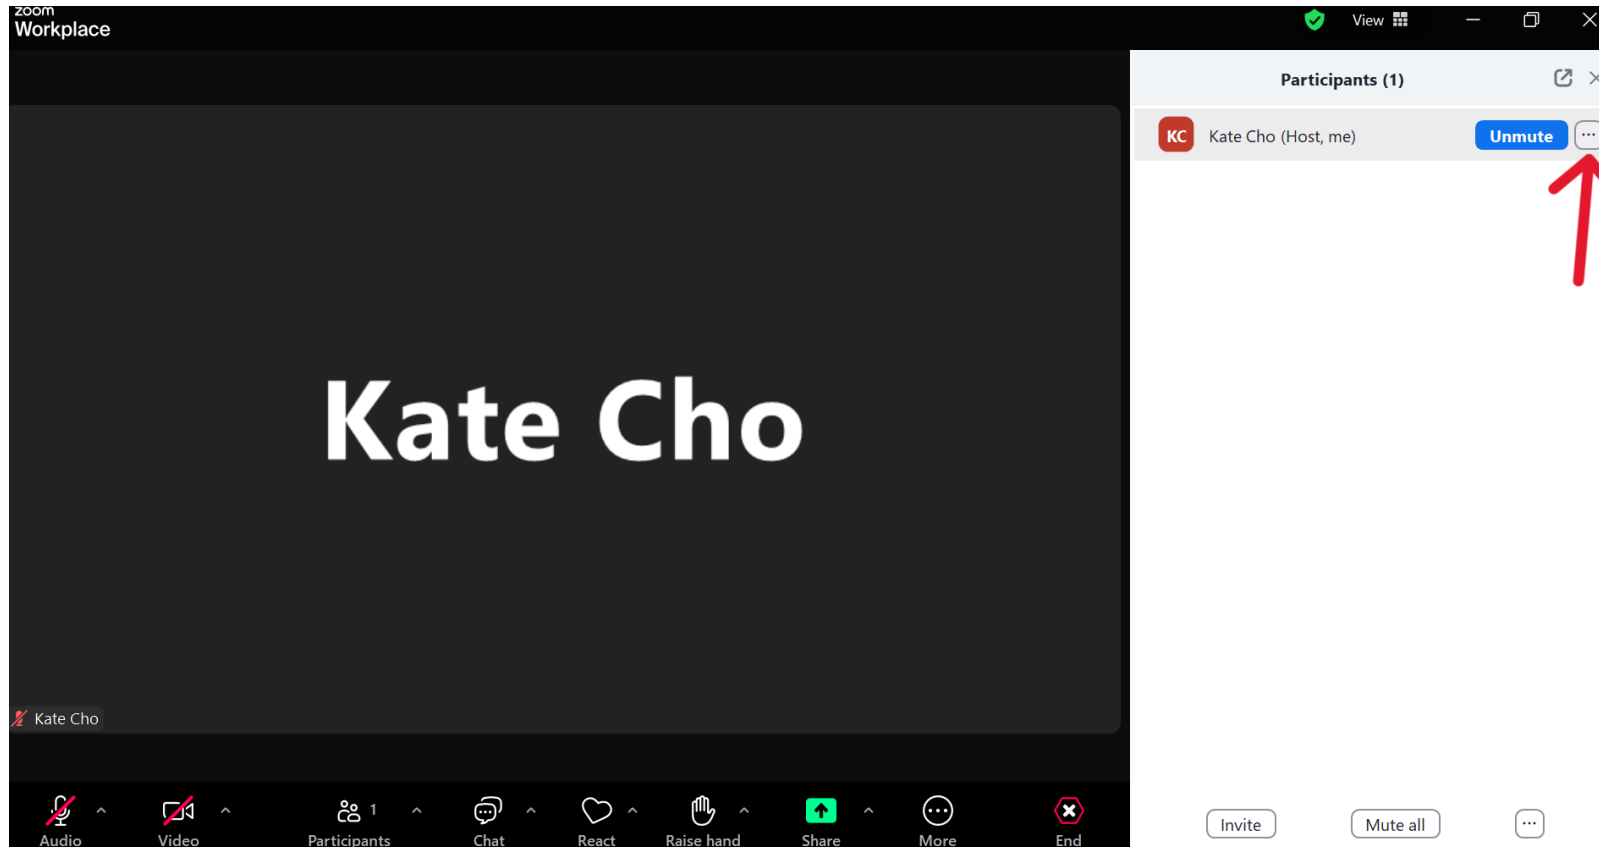 zoom
Workplace
View
Participants (1)
KC Kate Cho (Host, me) Unmute
Kate Cho
Kate Cho
1
Audio Video Participants Chat React Raise hand Share More End
Invite Mute all